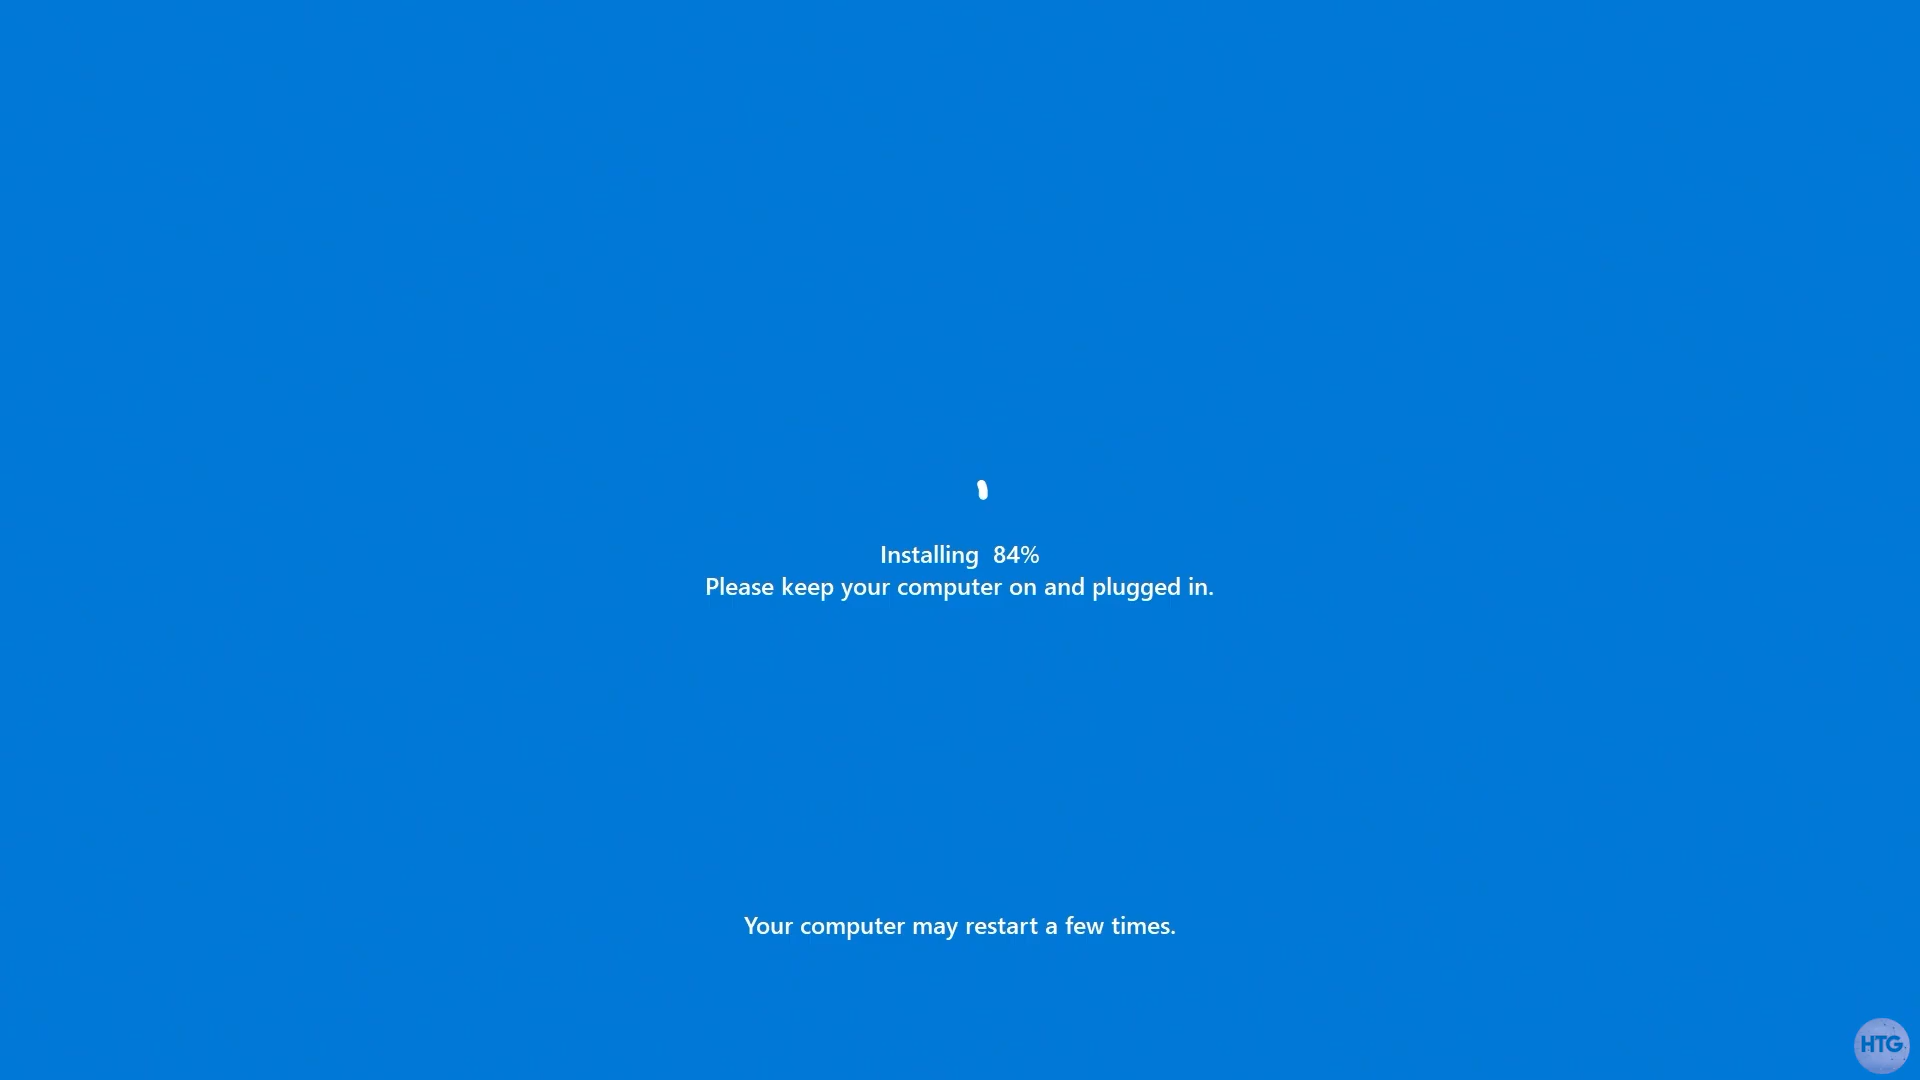 Installing  84%
Please keep your computer on and plugged in.
Your computer may restart a few times.
HTG